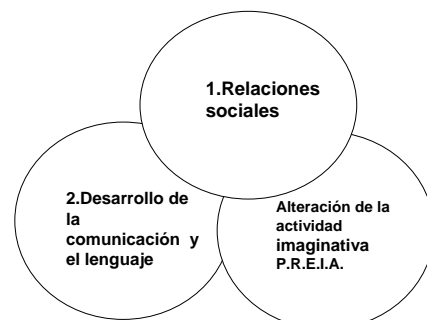 1.Relaciones
sociales
2.Desarrollo de
la
comunicación y
el lenguaje
Alteración de la
actividad
imaginativa
P.R.E.I.A.